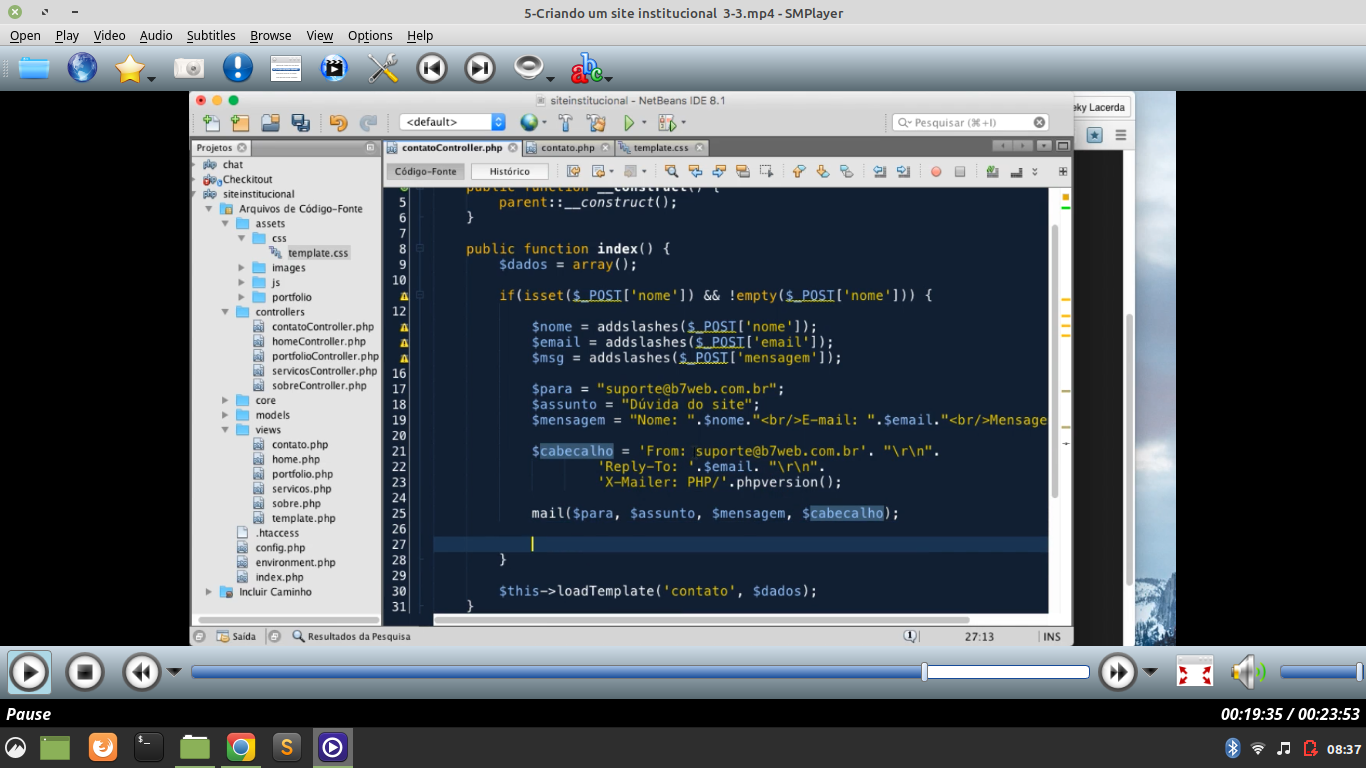 5-Criando um site institucional 3-3.mp4 - SMPlayer
Open Play Video Audio Subtitles Browse View Options Help
abc
siteinstitucional - NetBeans IDE 8.1
eky Lacerda
<default>
Pesquisar (⌘+I)
Projetos
contatoController.php
contato.php
template.css
Código-Fonte
Histórico
chat
Checkitout
siteinstitucional
Arquivos de Código-Fonte
assets
css
template.css
images
js
portfolio
controllers
contatoController.php
homeController.php
portfolioController.php
servicosController.php
sobreController.php
core
models
views
contato.php
home.php
portfolio.php
servicos.php
sobre.php
template.php
.htaccess
config.php
environment.php
index.php
Incluir Caminho
public function __construct() {
5 parent::__construct();
6 }
7
8 public function index() {
9 $dados = array();
10
if(isset($_POST['nome']) && !empty($_POST['nome'])) {
12
$nome = addslashes($_POST['nome']);
$email = addslashes($_POST['email']);
$msg = addslashes($_POST['mensagem']);
16
17 $para = "suporte@b7web.com.br";
18 $assunto = "Dúvida do site";
19 $mensagem = "Nome: ".$nome."<br/>E-mail: ".$email."<br/>Mensage
20
21 $cabecalho = 'From: suporte@b7web.com.br'. "\r\n".
22 'Reply-To: '.$email. "\r\n".
23 'X-Mailer: PHP/'.phpversion();
24
25 mail($para, $assunto, $mensagem, $cabecalho);
26
27
28 }
29
30 $this->loadTemplate('contato', $dados);
31 }
Saída
Resultados da Pesquisa
1
27:13
INS
Pause
00:19:35 / 00:23:53
$_
S
08:37